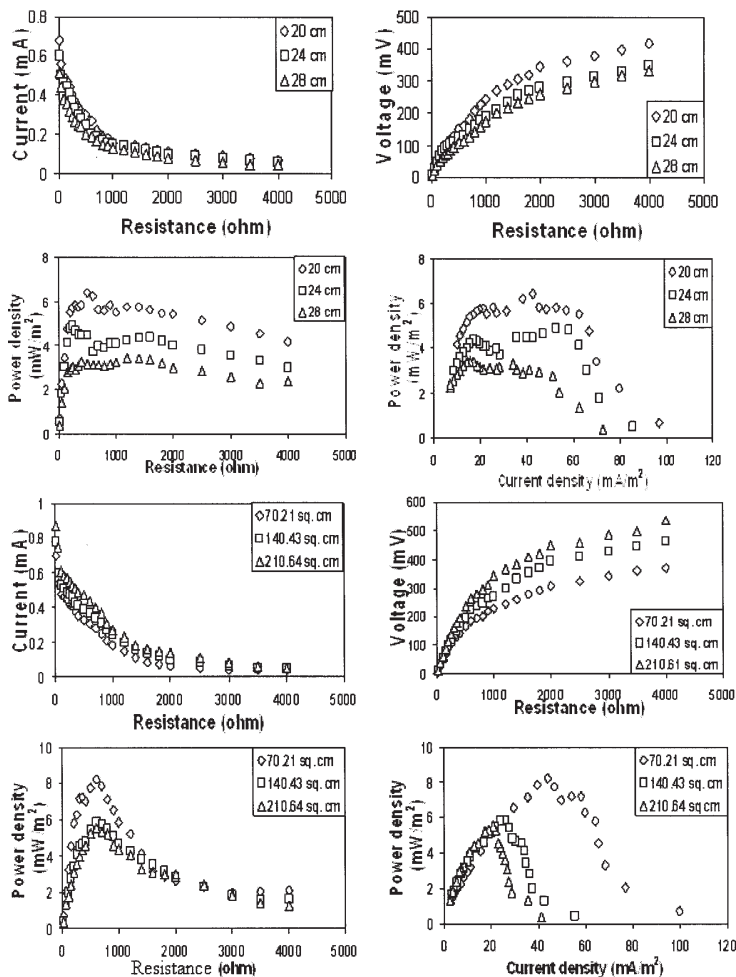 0.8
0.6
0.4
0.2
0
Current (mA)
◇ 20 cm
□ 24 cm
△ 28 cm
0 1000 2000 3000 4000 5000
Resistance (ohm)
500
400
300
200
100
0
Voltage (mV)
◇ 20 cm
□ 24 cm
△ 28 cm
0 1000 2000 3000 4000 5000
Resistance (ohm)
8
6
4
2
0
Power density
mW/m²)
◇ 20 cm
□ 24 cm
△ 28 cm
0 1000 2000 3000 4000 5000
Resistance (ohm)
8
6
4
2
0
Power density
(mW/m²)
◇ 20 cm
□ 24 cm
△ 28 cm
0 20 40 60 80 100 120
Current density (mA/m²)
1
0.8
0.6
0.4
0.2
0
Current (mA)
◇ 70.21 sq. cm
□ 140.43 sq. cm
△ 210.64 sq. cm
0 1000 2000 3000 4000 5000
Resistance (ohm)
600
500
400
300
200
100
0
Voltage (mV)
◇ 70.21 sq. cm
□ 140.43 sq. cm
△ 210.61 sq. cm
0 1000 2000 3000 4000 5000
Resistance (ohm)
10
8
6
4
2
0
Power density
mW/m²)
◇ 70.21 sq. cm
□ 140.43 sq. cm
△ 210.64 sq. cm
0 1000 2000 3000 4000 5000
Resistance (ohm)
10
8
6
4
2
0
Power density
(mW/m²)
◇ 70.21 sq. cm
□ 140.43 sq. cm
△ 210.64 sq cm
0 20 40 60 80 100 120
Current density (mA/m²)